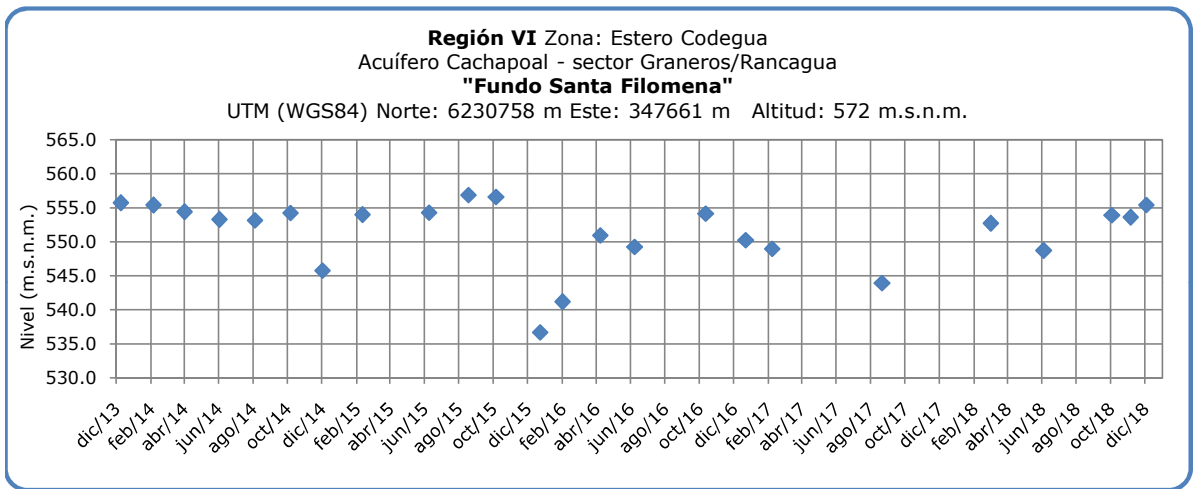 Región VI Zona: Estero Codegua
Acuífero Cachapoal - sector Graneros/Rancagua
"Fundo Santa Filomena"
UTM (WGS84) Norte: 6230758 m Este: 347661 m Altitud: 572 m.s.n.m.
Nivel (m.s.n.m.)
565.0
560.0
555.0
550.0
545.0
540.0
535.0
530.0
dic/13
feb/14
abr/14
jun/14
ago/14
oct/14
dic/14
feb/15
abr/15
jun/15
ago/15
oct/15
dic/15
feb/16
abr/16
jun/16
ago/16
oct/16
dic/16
feb/17
abr/17
jun/17
ago/17
oct/17
dic/17
feb/18
abr/18
jun/18
ago/18
oct/18
dic/18